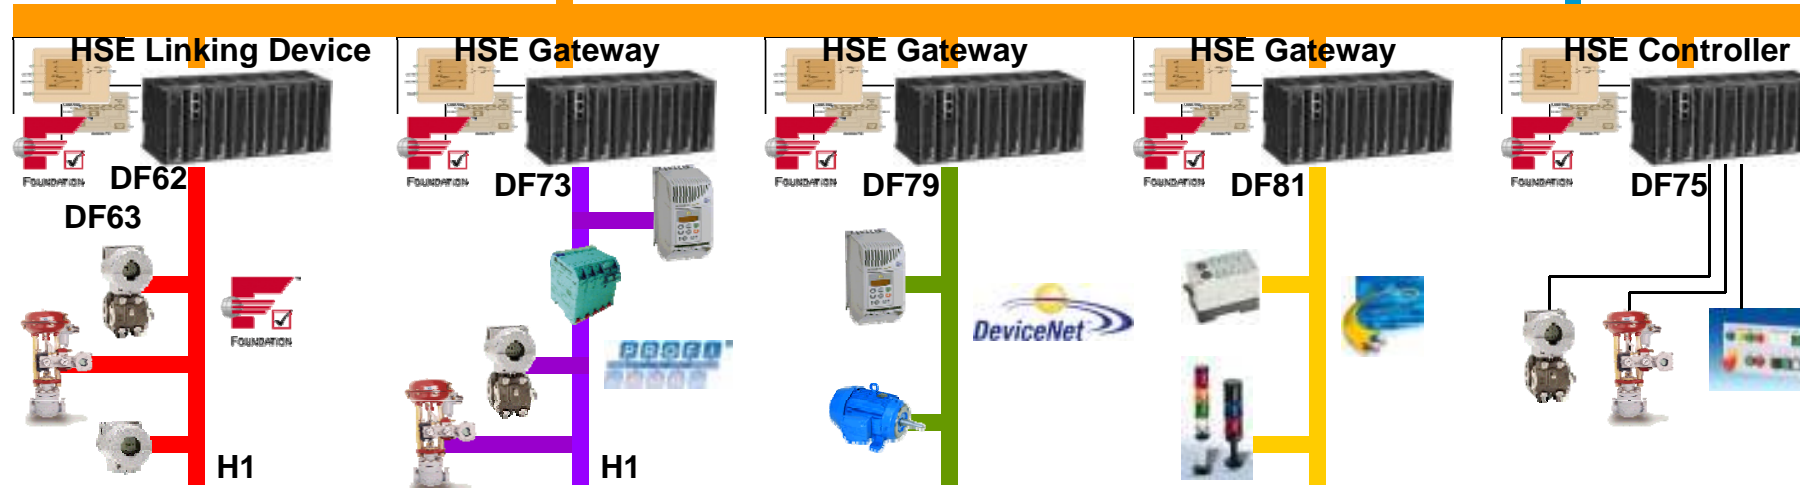 HSE Linking Device
HSE Gateway
HSE Gateway
HSE Gateway
HSE Controller
FOUNDATION
FOUNDATION
FOUNDATION
FOUNDATION
FOUNDATION
DF62
DF63
DF73
DF79
DF81
DF75
FOUNDATION
DeviceNet
PROFI
H1
H1